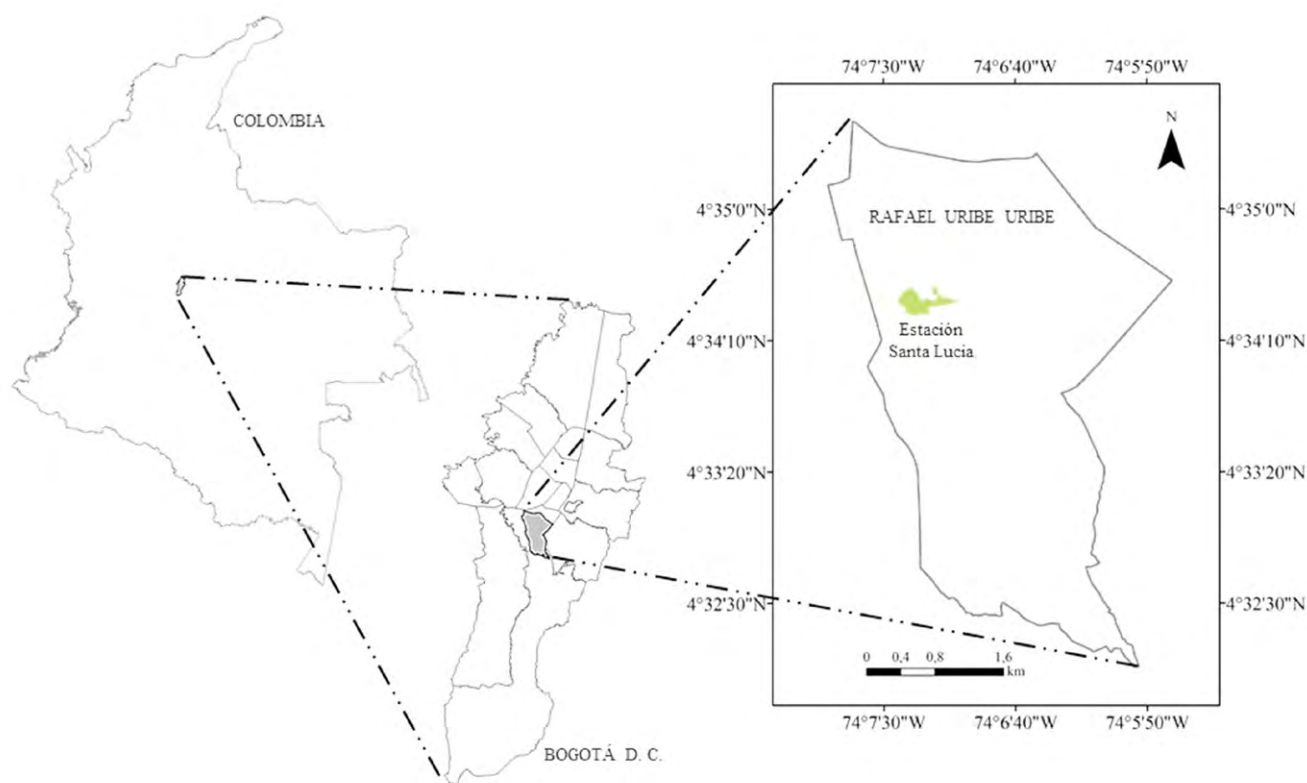 COLOMBIA
BOGOTÁ D. C.
74°7'30"W 74°6'40"W 74°5'50"W
N
4°35'0"N 4°35'0"N
RAFAEL URIBE URIBE
Estación
Santa Lucia
4°34'10"N 4°34'10"N
4°33'20"N 4°33'20"N
4°32'30"N 4°32'30"N
0 0,4 0,8 1,6
km
74°7'30"W 74°6'40"W 74°5'50"W